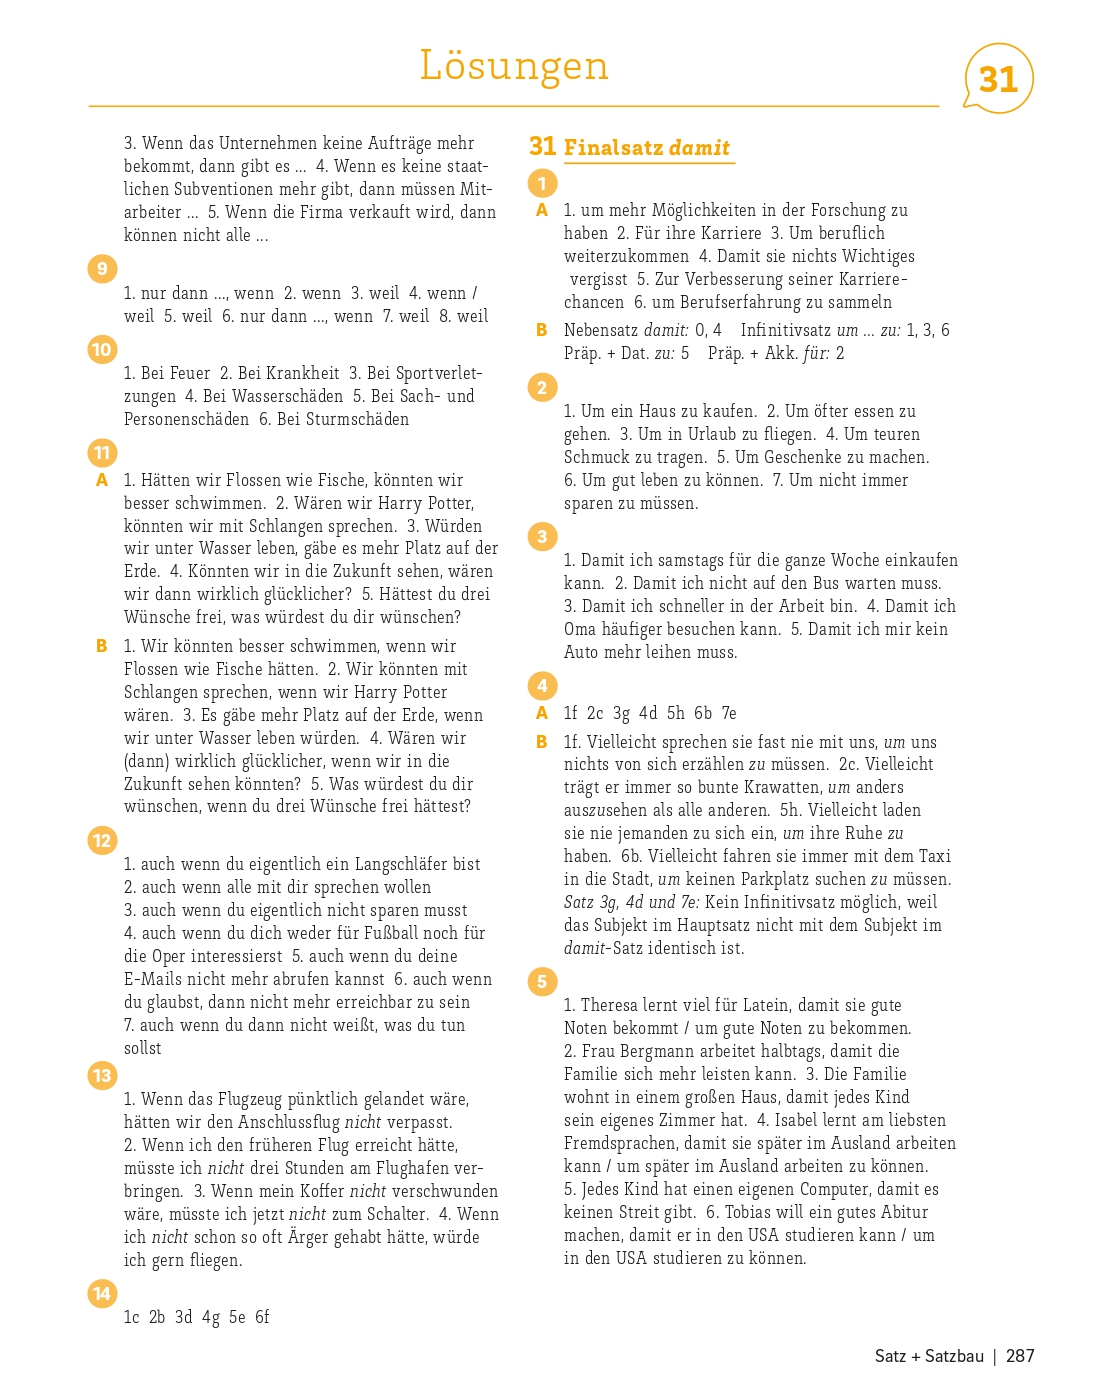 Lösungen
31
3. Wenn das Unternehmen keine Aufträge mehr
bekommt, dann gibt es ... 4. Wenn es keine staat-
lichen Subventionen mehr gibt, dann müssen Mit-
arbeiter ... 5. Wenn die Firma verkauft wird, dann
können nicht alle ...
9
1. nur dann ..., wenn 2. wenn 3. weil 4. wenn /
weil 5. weil 6. nur dann ..., wenn 7. weil 8. weil
10
1. Bei Feuer 2. Bei Krankheit 3. Bei Sportverlet-
zungen 4. Bei Wasserschäden 5. Bei Sach- und
Personenschäden 6. Bei Sturmschäden
11
A 1. Hätten wir Flossen wie Fische, könnten wir
besser schwimmen. 2. Wären wir Harry Potter,
könnten wir mit Schlangen sprechen. 3. Würden
wir unter Wasser leben, gäbe es mehr Platz auf der
Erde. 4. Könnten wir in die Zukunft sehen, wären
wir dann wirklich glücklicher? 5. Hättest du drei
Wünsche frei, was würdest du dir wünschen?
B 1. Wir könnten besser schwimmen, wenn wir
Flossen wie Fische hätten. 2. Wir könnten mit
Schlangen sprechen, wenn wir Harry Potter
wären. 3. Es gäbe mehr Platz auf der Erde, wenn
wir unter Wasser leben würden. 4. Wären wir
(dann) wirklich glücklicher, wenn wir in die
Zukunft sehen könnten? 5. Was würdest du dir
wünschen, wenn du drei Wünsche frei hättest?
12
1. auch wenn du eigentlich ein Langschläfer bist
2. auch wenn alle mit dir sprechen wollen
3. auch wenn du eigentlich nicht sparen musst
4. auch wenn du dich weder für Fußball noch für
die Oper interessierst 5. auch wenn du deine
E-Mails nicht mehr abrufen kannst 6. auch wenn
du glaubst, dann nicht mehr erreichbar zu sein
7. auch wenn du dann nicht weißt, was du tun
sollst
13
1. Wenn das Flugzeug pünktlich gelandet wäre,
hätten wir den Anschlussflug nicht verpasst.
2. Wenn ich den früheren Flug erreicht hätte,
müsste ich nicht drei Stunden am Flughafen ver-
bringen. 3. Wenn mein Koffer nicht verschwunden
wäre, müsste ich jetzt nicht zum Schalter. 4. Wenn
ich nicht schon so oft Ärger gehabt hätte, würde
ich gern fliegen.
14
1c 2b 3d 4g 5e 6f
31 Finalsatz damit
1
A 1. um mehr Möglichkeiten in der Forschung zu
haben 2. Für ihre Karriere 3. Um beruflich
weiterzukommen 4. Damit sie nichts Wichtiges
vergisst 5. Zur Verbesserung seiner Karriere-
chancen 6. um Berufserfahrung zu sammeln
B Nebensatz damit: 0, 4 Infinitivsatz um ... zu: 1, 3, 6
Präp. + Dat. zu: 5 Präp. + Akk. für: 2
2
1. Um ein Haus zu kaufen. 2. Um öfter essen zu
gehen. 3. Um in Urlaub zu fliegen. 4. Um teuren
Schmuck zu tragen. 5. Um Geschenke zu machen.
6. Um gut leben zu können. 7. Um nicht immer
sparen zu müssen.
3
1. Damit ich samstags für die ganze Woche einkaufen
kann. 2. Damit ich nicht auf den Bus warten muss.
3. Damit ich schneller in der Arbeit bin. 4. Damit ich
Oma häufiger besuchen kann. 5. Damit ich mir kein
Auto mehr leihen muss.
4
A 1f 2c 3g 4d 5h 6b 7e
B 1f. Vielleicht sprechen sie fast nie mit uns, um uns
nichts von sich erzählen zu müssen. 2c. Vielleicht
trägt er immer so bunte Krawatten, um anders
auszusehen als alle anderen. 5h. Vielleicht laden
sie nie jemanden zu sich ein, um ihre Ruhe zu
haben. 6b. Vielleicht fahren sie immer mit dem Taxi
in die Stadt, um keinen Parkplatz suchen zu müssen.
Satz 3g, 4d und 7e: Kein Infinitivsatz möglich, weil
das Subjekt im Hauptsatz nicht mit dem Subjekt im
damit-Satz identisch ist.
5
1. Theresa lernt viel für Latein, damit sie gute
Noten bekommt / um gute Noten zu bekommen.
2. Frau Bergmann arbeitet halbtags, damit die
Familie sich mehr leisten kann. 3. Die Familie
wohnt in einem großen Haus, damit jedes Kind
sein eigenes Zimmer hat. 4. Isabel lernt am liebsten
Fremdsprachen, damit sie später im Ausland arbeiten
kann / um später im Ausland arbeiten zu können.
5. Jedes Kind hat einen eigenen Computer, damit es
keinen Streit gibt. 6. Tobias will ein gutes Abitur
machen, damit er in den USA studieren kann / um
in den USA studieren zu können.
Satz + Satzbau | 287